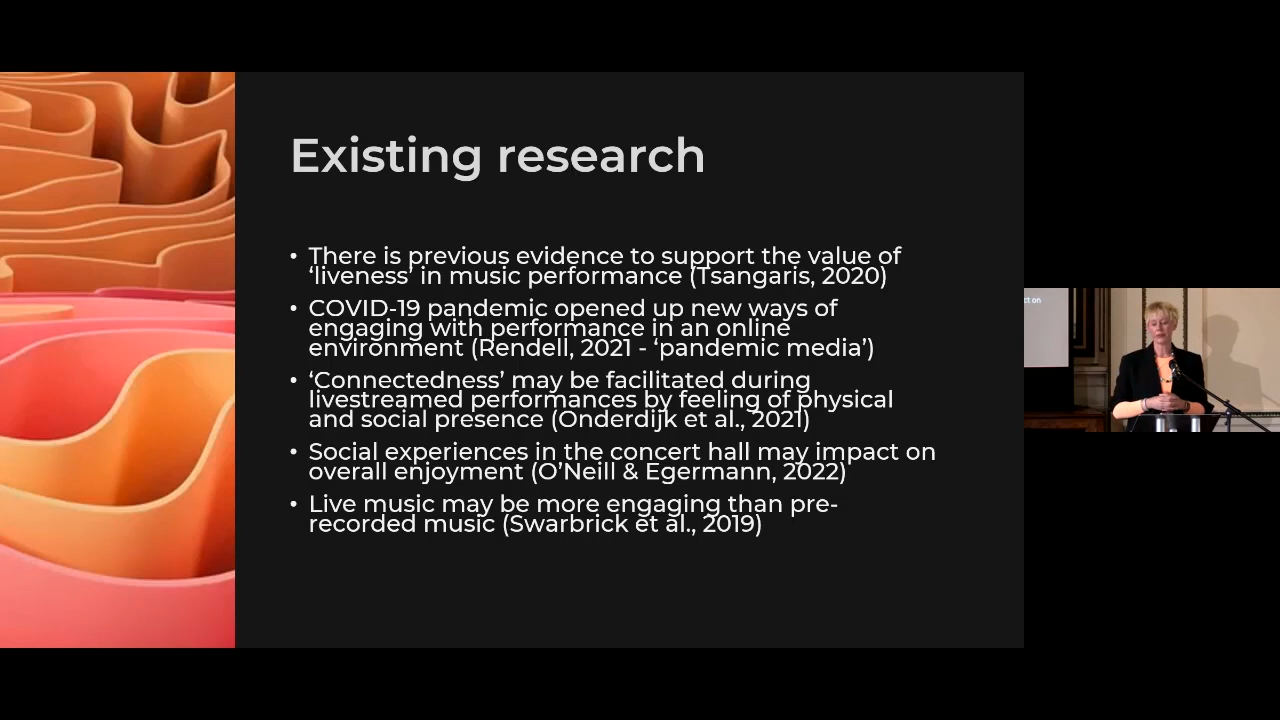 Existing research
• There is previous evidence to support the value of
‘liveness’ in music performance (Tsangaris, 2020)
• COVID-19 pandemic opened up new ways of
engaging with performance in an online
environment (Rendell, 2021 - ‘pandemic media’)
• ‘Connectedness’ may be facilitated during
livestreamed performances by feeling of physical
and social presence (Onderdijk et al., 2021)
• Social experiences in the concert hall may impact on
overall enjoyment (O’Neill & Egermann, 2022)
• Live music may be more engaging than pre-
recorded music (Swarbrick et al., 2019)
ct on